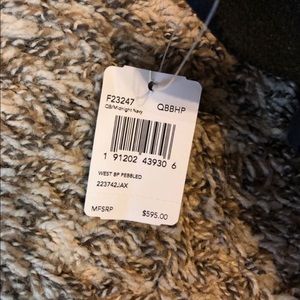 F23247 QBBHP
QB/Midnight Navy
1 91202 43930 6
WEST BP PEBBLED
223742JAX
MFSRP $595.00